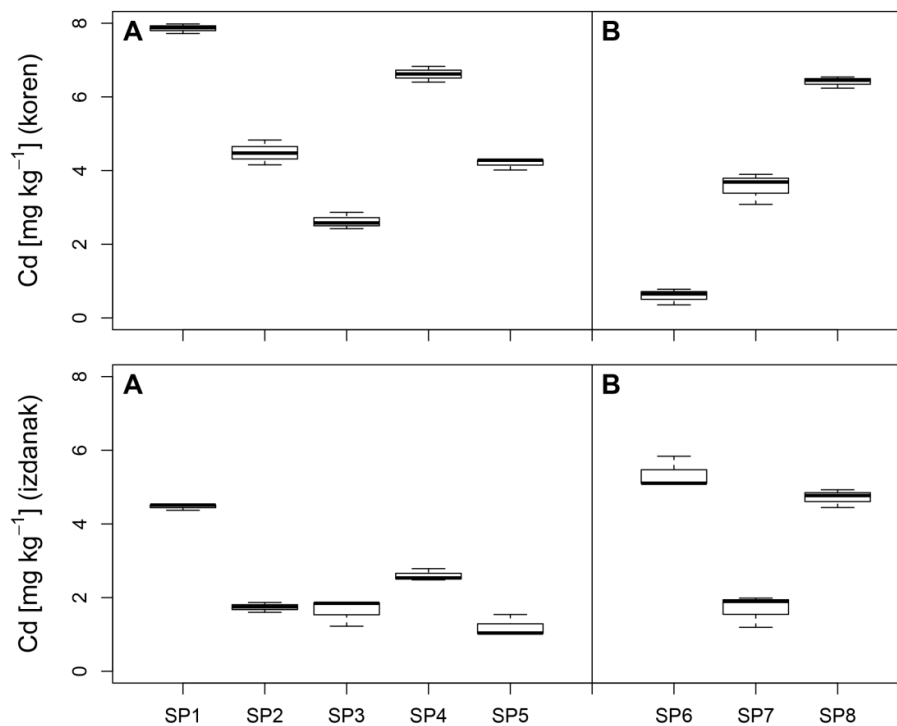 A
B
Cd [mg kg⁻¹] (koren)
8
6
4
2
0
A
B
Cd [mg kg⁻¹] (izdanak)
8
6
4
2
0
SP1 SP2 SP3 SP4 SP5 SP6 SP7 SP8